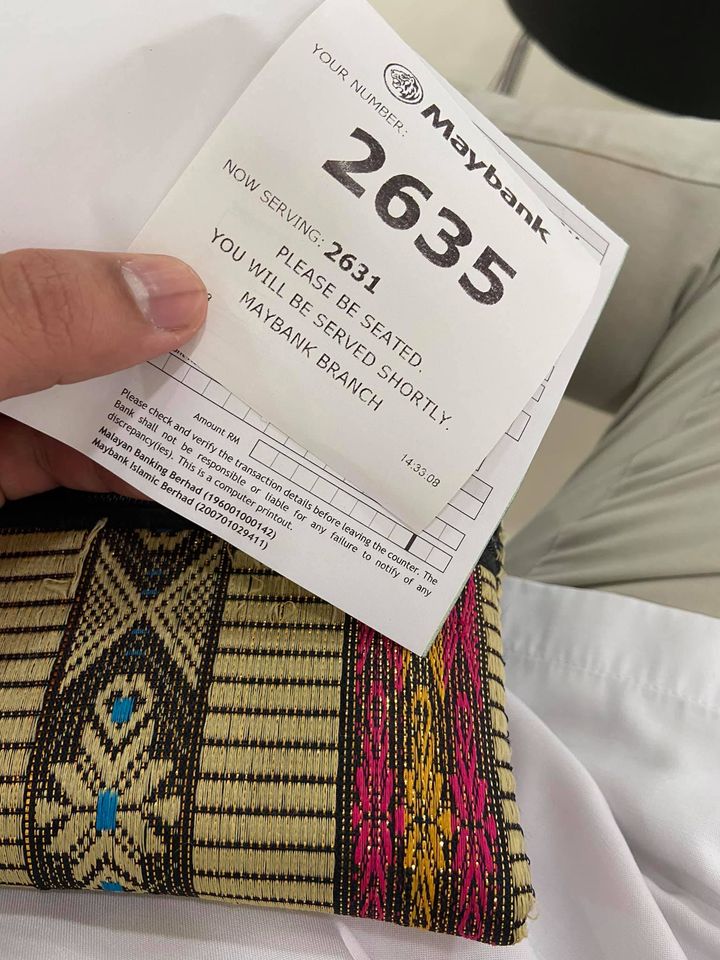 Maybank
YOUR NUMBER:
2635
NOW SERVING: 2631
PLEASE BE SEATED.
YOU WILL BE SERVED SHORTLY.
MAYBANK BRANCH
14:33:08
Amount RM
Please check and verify the transaction details before leaving the counter. The
Bank shall not be responsible or liable for any failure to notify of any
discrepancy(ies). This is a computer printout.
Malayan Banking Berhad (196001000142)
Maybank Islamic Berhad (200701029411)